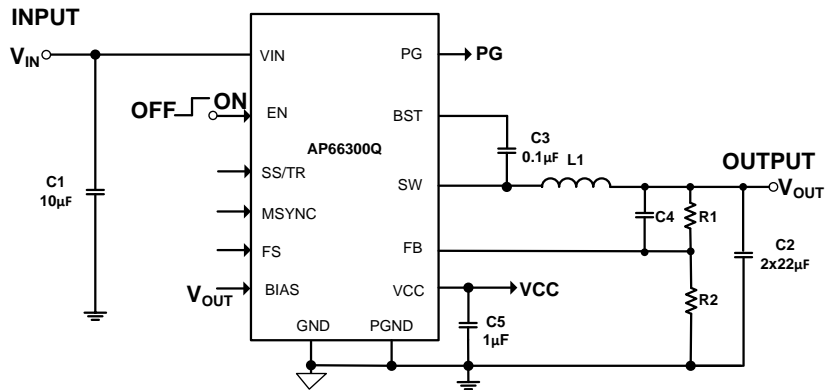 INPUT
VIN
OFF ON
C1
10µF
VOUT
VIN
EN
SS/TR
MSYNC
FS
BIAS
AP66300Q
GND
PGND
PG
BST
SW
FB
VCC
PG
C3
0.1µF
L1
OUTPUT
VOUT
C4
R1
C2
2x22µF
R2
VCC
C5
1µF